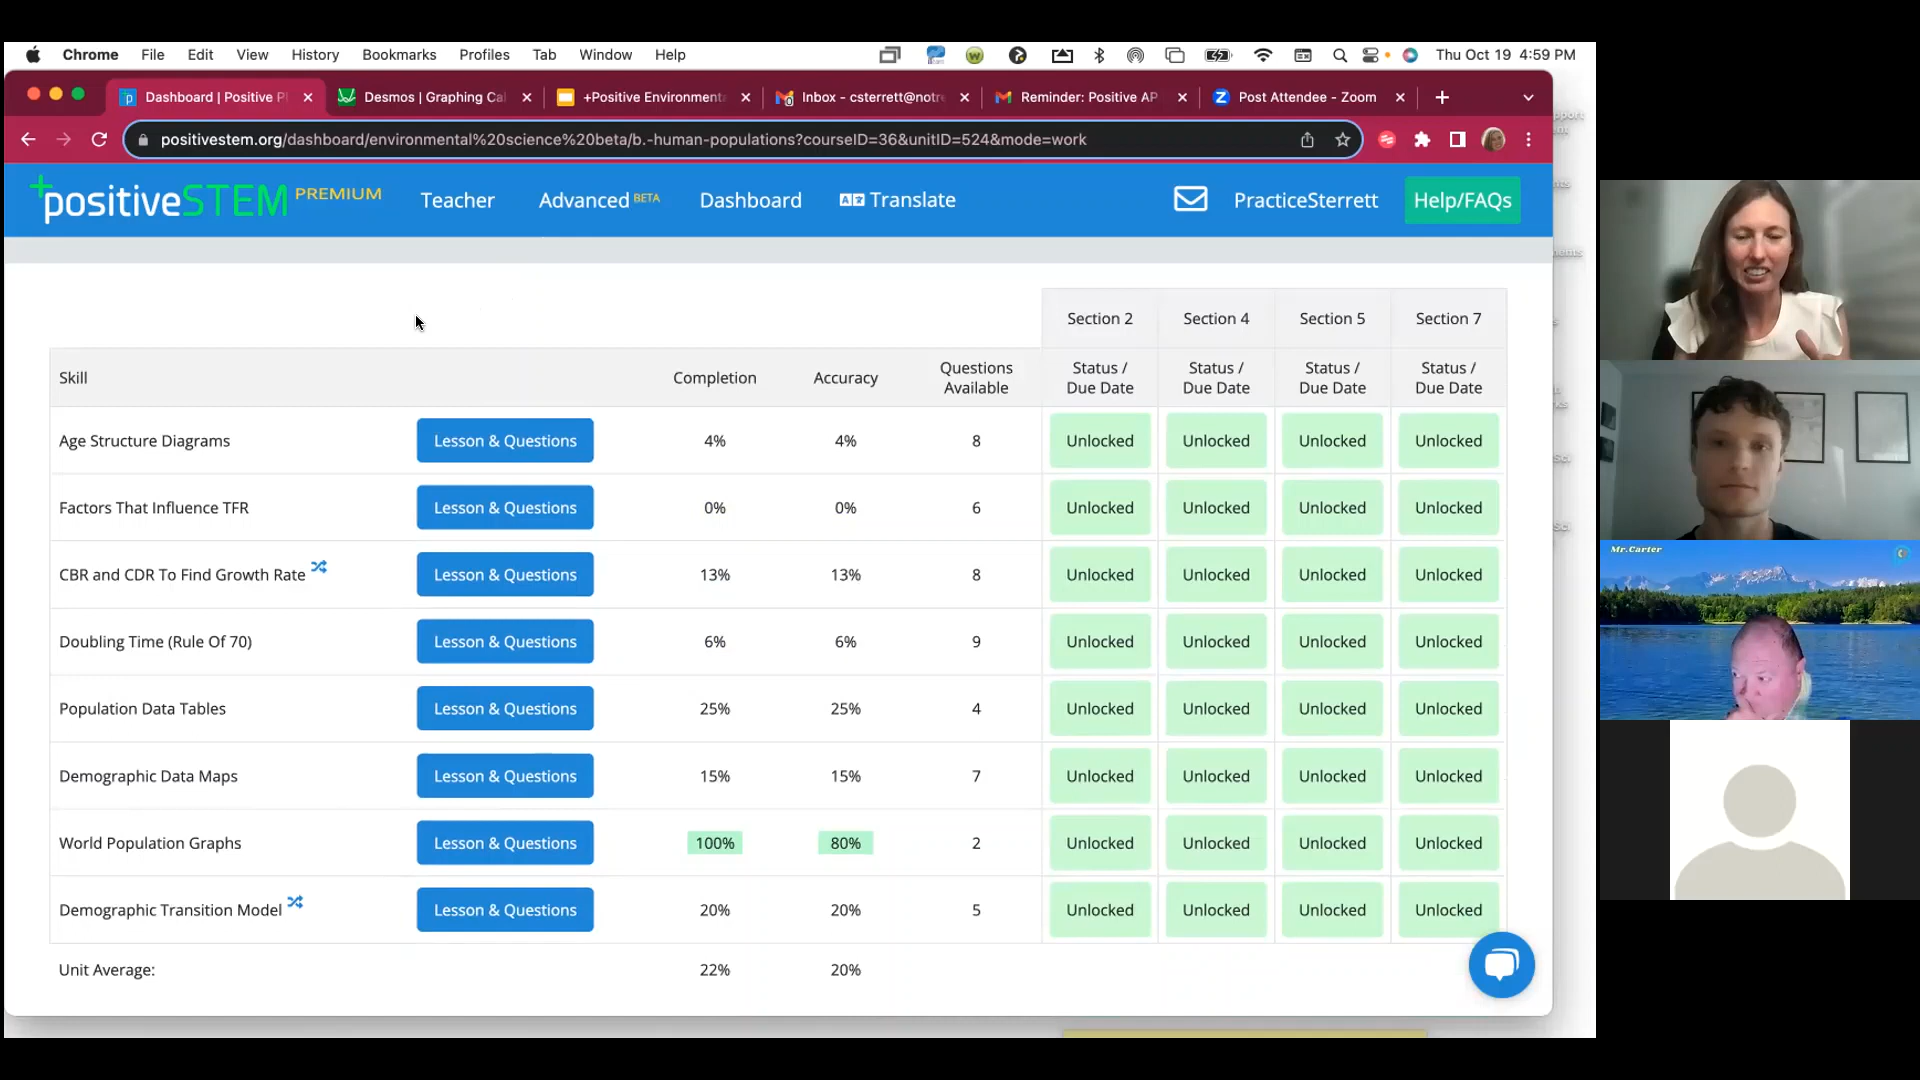 Chrome File Edit View History Bookmarks Profiles Tab Window Help Thu Oct 19 4:59 PM
Dashboard | Positive P Desmos | Graphing Cal +Positive Environment Inbox - csterrett@notr Reminder: Positive AP Post Attendee - Zoom
positivestem.org/dashboard/environmental%20science%20beta/b.-human-populations?courseID=36&unitID=524&mode=work
+positiveSTEM PREMIUM Teacher Advanced BETA Dashboard Translate PracticeSterrett Help/FAQs
Section 2 Section 4 Section 5 Section 7
Skill Completion Accuracy Questions Available Status / Due Date Status / Due Date Status / Due Date Status / Due Date
Age Structure Diagrams Lesson & Questions 4% 4% 8 Unlocked Unlocked Unlocked Unlocked
Factors That Influence TFR Lesson & Questions 0% 0% 6 Unlocked Unlocked Unlocked Unlocked
CBR and CDR To Find Growth Rate Lesson & Questions 13% 13% 8 Unlocked Unlocked Unlocked Unlocked
Doubling Time (Rule Of 70) Lesson & Questions 6% 6% 9 Unlocked Unlocked Unlocked Unlocked
Population Data Tables Lesson & Questions 25% 25% 4 Unlocked Unlocked Unlocked Unlocked
Demographic Data Maps Lesson & Questions 15% 15% 7 Unlocked Unlocked Unlocked Unlocked
World Population Graphs Lesson & Questions 100% 80% 2 Unlocked Unlocked Unlocked Unlocked
Demographic Transition Model Lesson & Questions 20% 20% 5 Unlocked Unlocked Unlocked Unlocked
Unit Average: 22% 20%
Mr.Carter